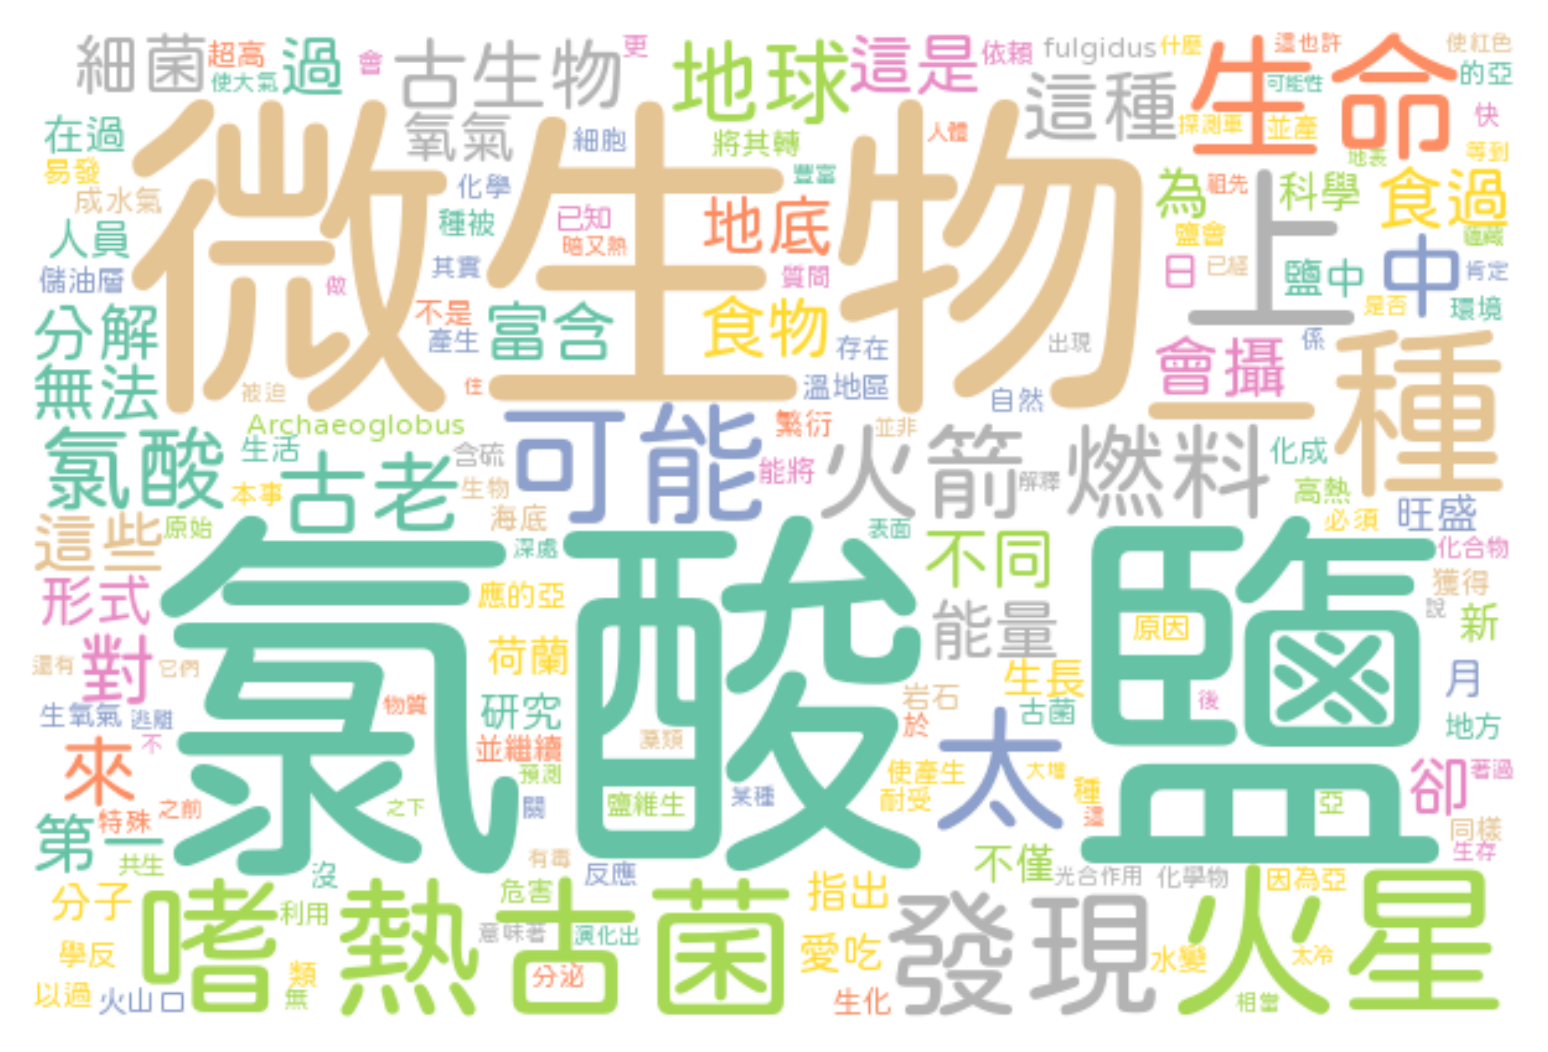 細菌
超高
過
會
古生物
更
地球
這是
依賴
fulgidus
什麼
生命
這也許
使紅色
使大氣
可能性
的亞
在過
氧氣
細胞
將其轉
人體
這種
探測車
並產
快
易發
微生物
化學
豐富
地表
等到
成水氣
種被
已知
地底
為
祖先
科學
食過
人員
暗又熱
上
鹽會
儲油層
其實
做
質問
日
已經
鹽中
中
肯定
分解
不是
富含
食物
存在
出現
是否
環境
產生
會攝
係
種
無法
被迫
住
溫地區
自然
一
Archaeoglobus
可能
繁衍
並非
氯酸
生活
含硫
火箭
燃料
化成
古老
本事
生物
能將
解釋
高熱
旺盛
這些
原始
海底
表面
必須
氯酸鹽
深處
不同
化合物
形式
應的亞
獲得
能量
原因
說
新
對
還有
它們
荷蘭
生長
月
物質
研究
岩石
古菌
後
生氧氣
逃離
於
地方
來
不
並繼續
藻類
太
預測
使產生
大增
卻
著過
特殊
之前
之下
關
鹽維生
某種
耐受
種
這
亞
同樣
第一
生存
共生
沒
有毒
反應
不僅
光合作用
化學物
因為亞
分子
嗜熱古菌
利用
危害
指出
發現
火星
意味著
演化出
學反
愛吃
水變
太冷
類
分泌
以過
火山口
無
生化
相當